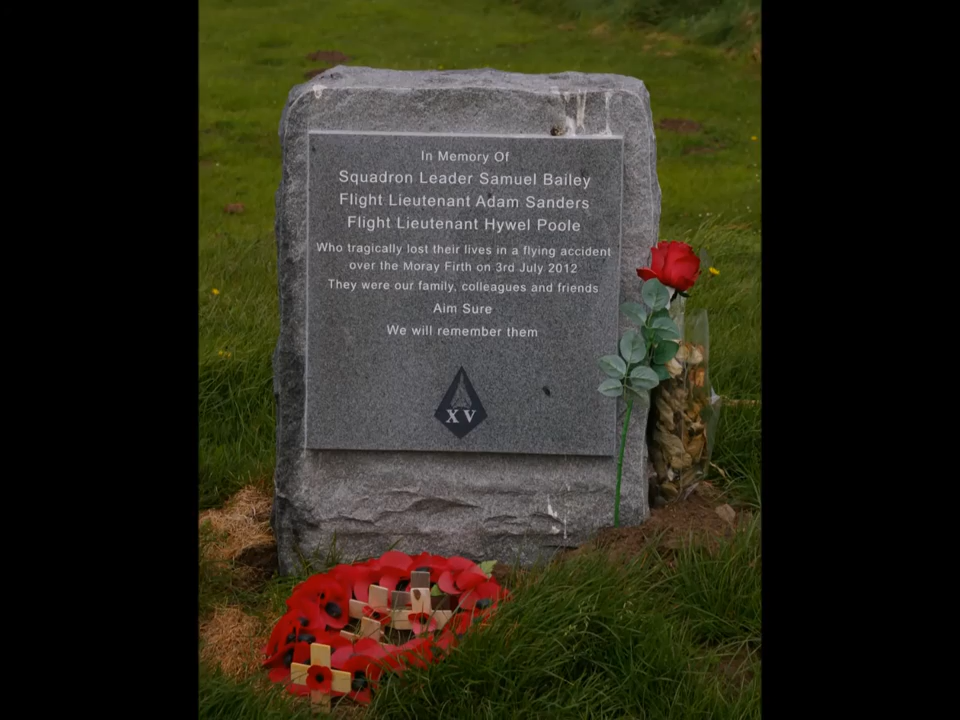 In Memory Of
Squadron Leader Samuel Bailey
Flight Lieutenant Adam Sanders
Flight Lieutenant Hywel Poole
Who tragically lost their lives in a flying accident
over the Moray Firth on 3rd July 2012
They were our family, colleagues and friends
Aim Sure
We will remember them
XV